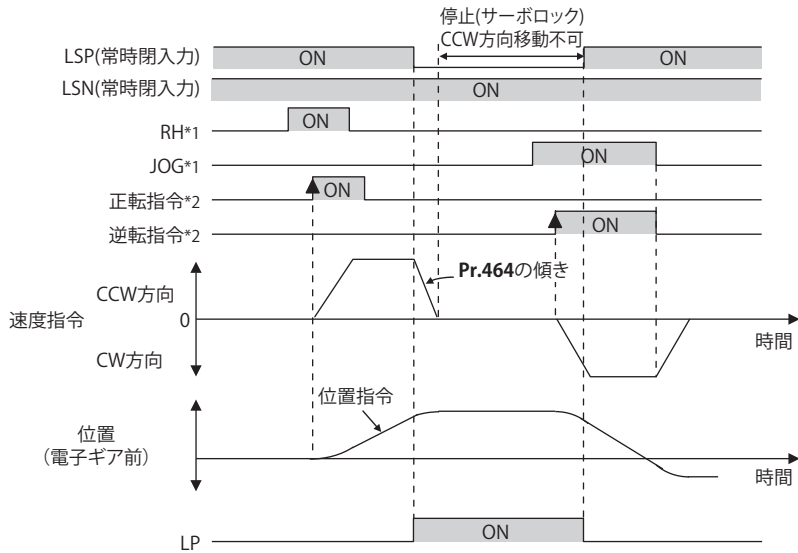 停止(サーボロック)
CCW方向移動不可
LSP(常時閉入力)
ON
ON
LSN(常時閉入力)
ON
RH*1
ON
JOG*1
ON
正転指令*2
ON
逆転指令*2
ON
Pr.464の傾き
CCW方向
速度指令
0
時間
CW方向
位置指令
位置
(電子ギア前)
時間
LP
ON